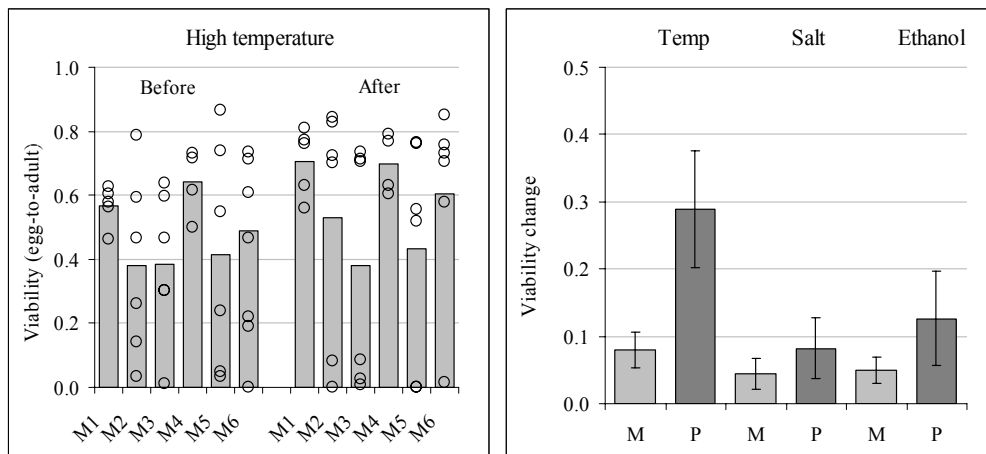 High temperature
Before After
Viability (egg-to-adult)
1.0
0.8
0.6
0.4
0.2
0.0
M1 M2 M3 M4 M5 M6 M1 M2 M3 M4 M5 M6
Temp Salt Ethanol
Viability change
0.5
0.4
0.3
0.2
0.1
0.0
M P M P M P